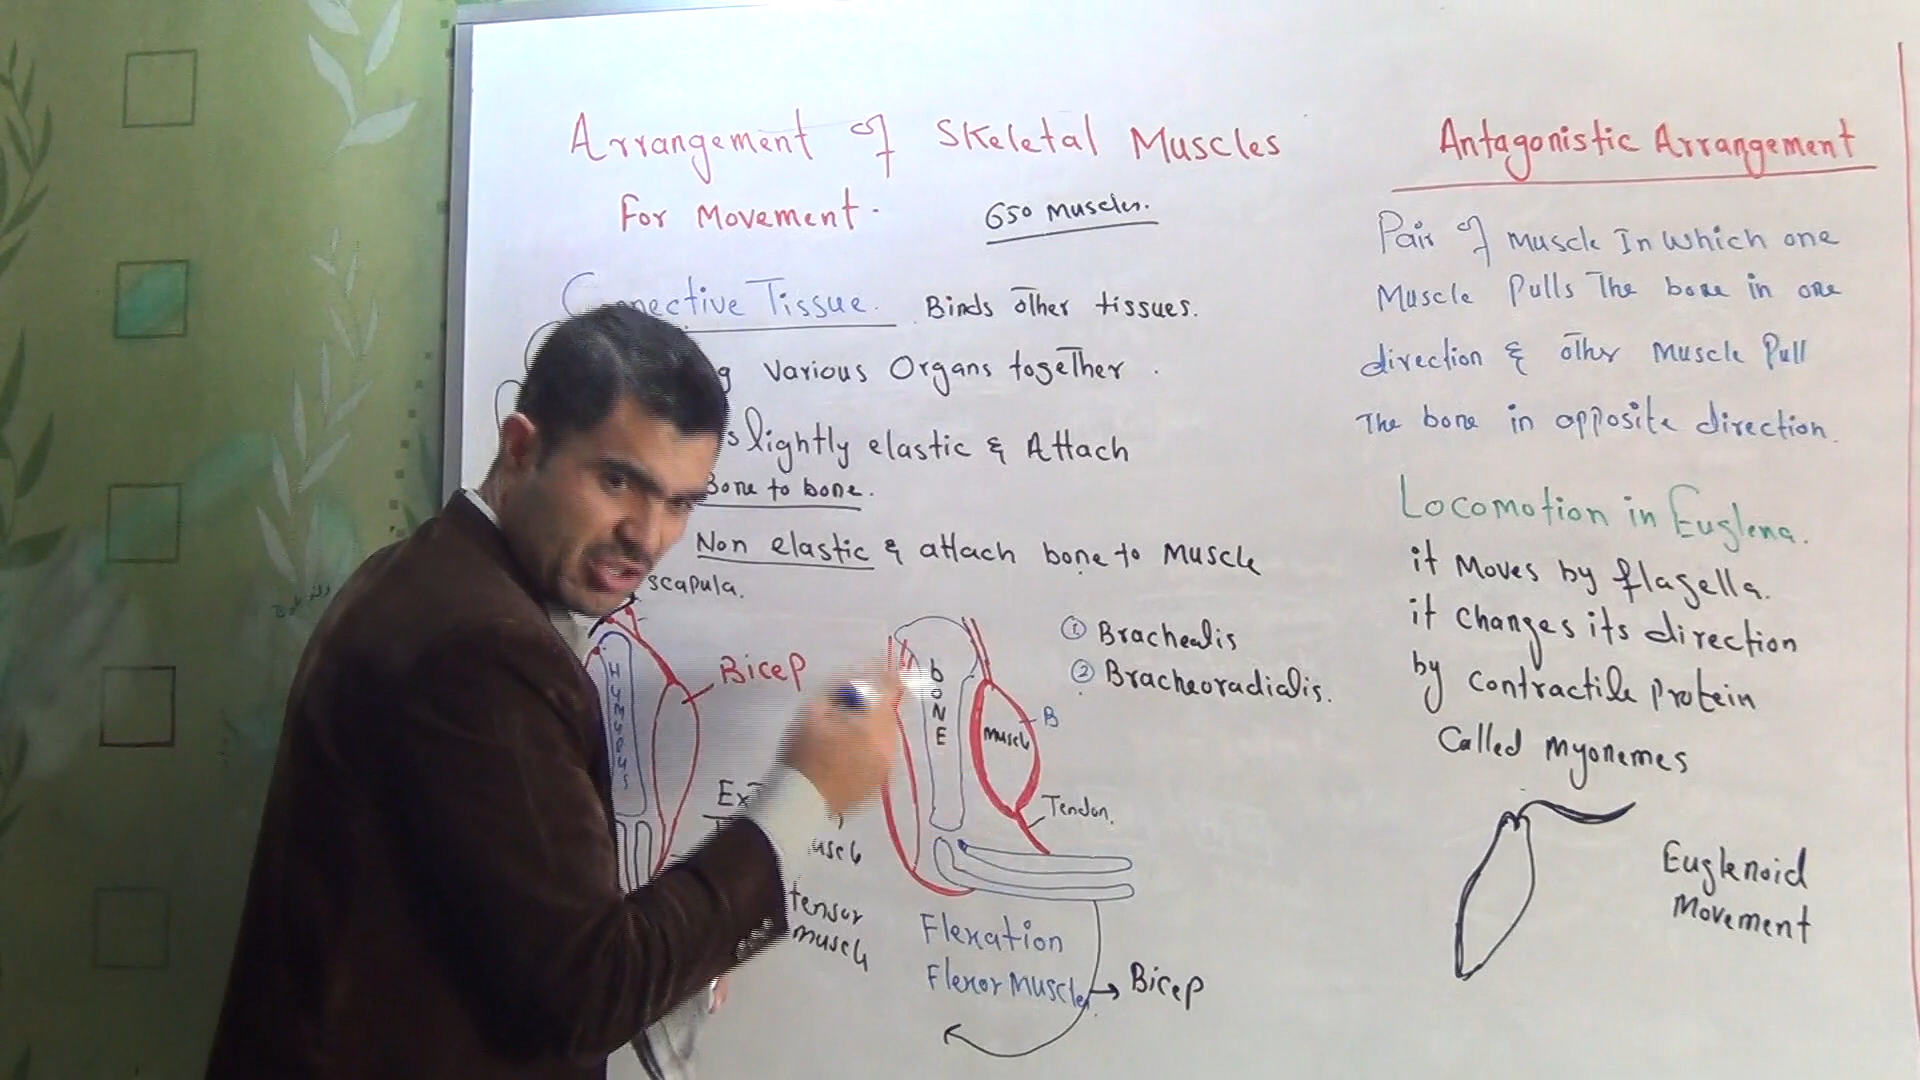 Arrangement of Skeletal Muscles
For Movement.
650 Muscles.
Connective Tissue. Binds other tissues.
Various Organs together.
Slightly elastic & Attach
Bone to bone.
Non elastic & attach bone to Muscle
scapula.
Bicep
HUMUROUS
bONE
Muscle
B
Tendon.
① Brachealis
② Bracheoradialis.
Flexation
Flexor Muscle → Bicep
Antagonistic Arrangement
Pair of muscle In which one
Muscle Pulls The bone in one
direction & other Muscle Pull
The bone in opposite direction.
Locomotion in Euglena.
it Moves by flagella.
it changes its direction
by contractile protein
Called Myonemes
Euglenoid
Movement